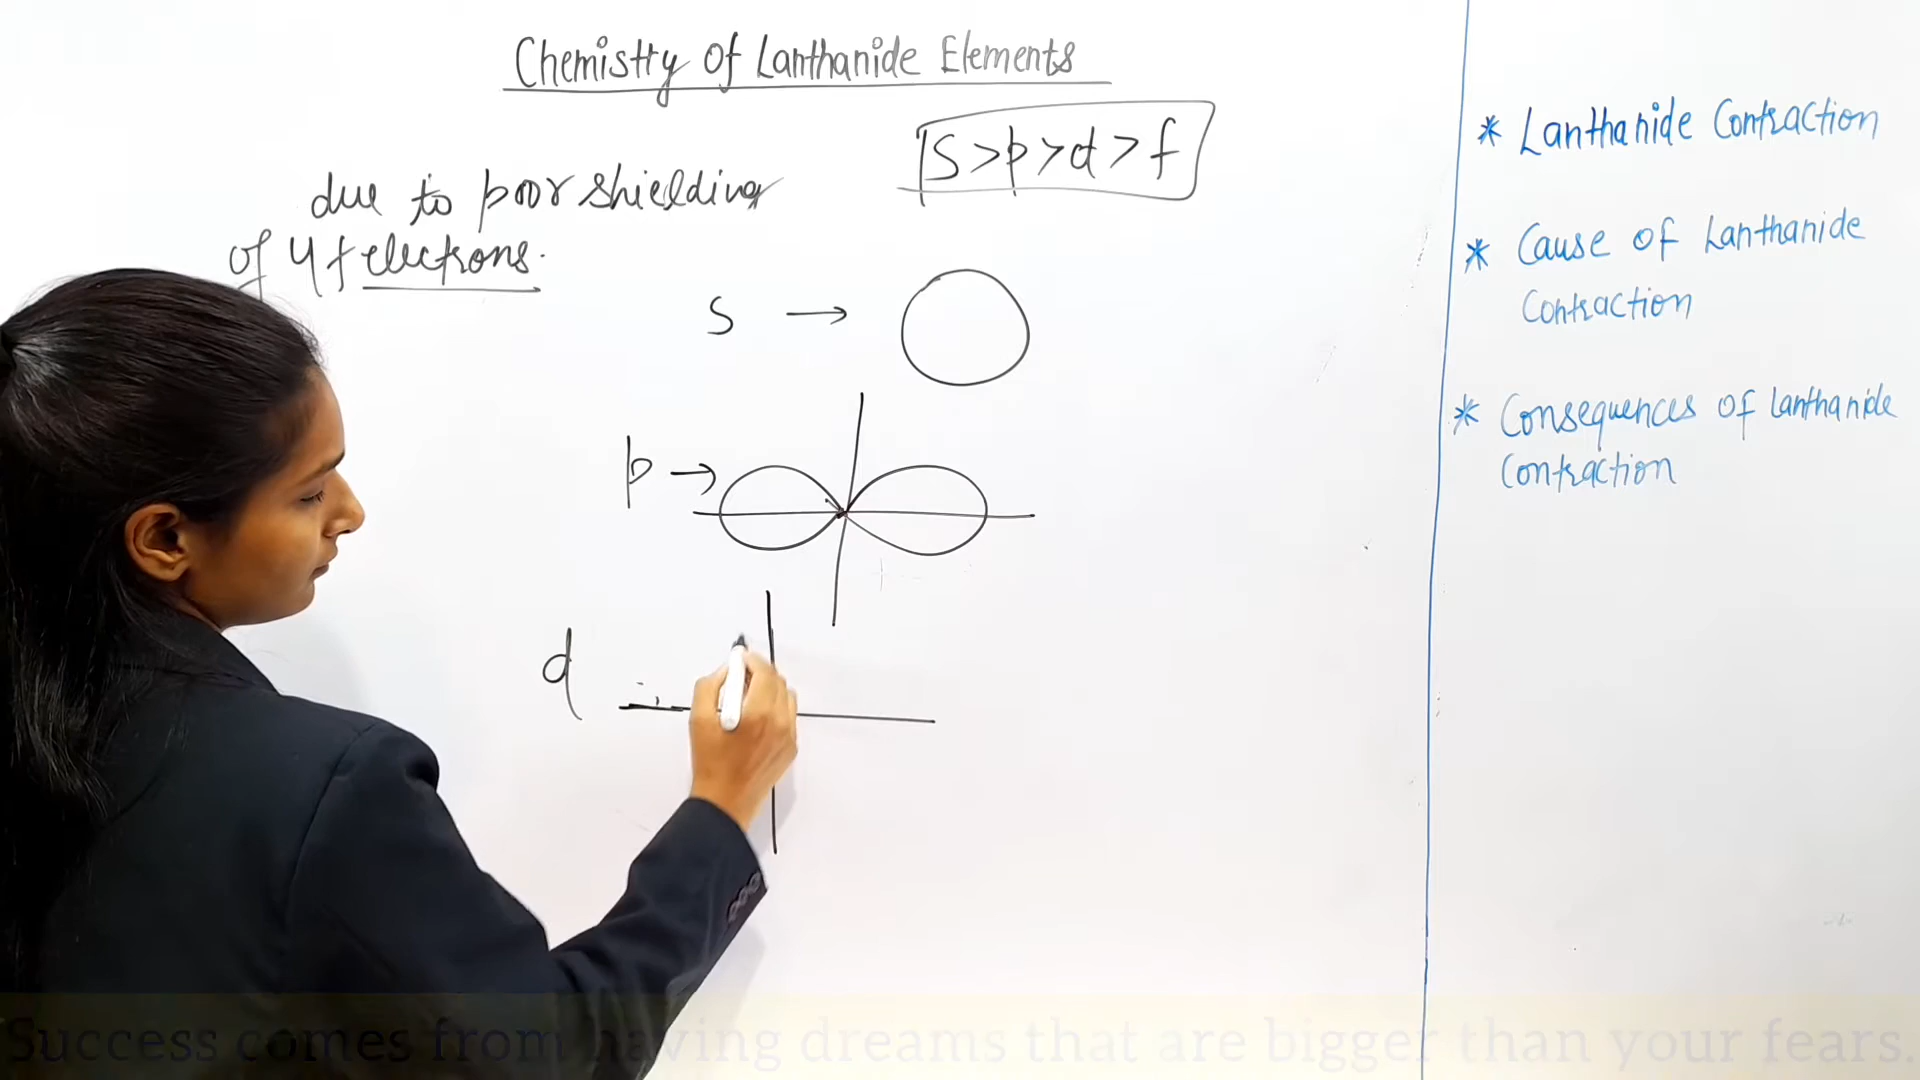 Chemistry Of Lanthanide Elements
S>p>d>f
due to poor shielding
of 4f electrons.
S →
p →
d
* Lanthanide Contraction
* Cause of Lanthanide
Contraction
* Consequences of Lanthanide
Contraction
Success comes from having dreams that are bigger than your fears.